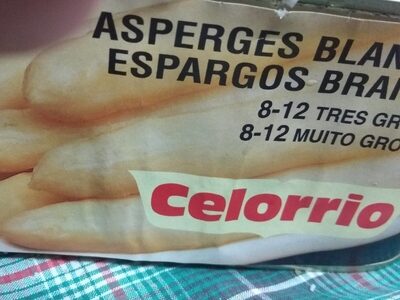 ASPERGES BLAN
ESPARGOS BRAN
8-12 TRES GR
8-12 MUITO GRO
Celorrio